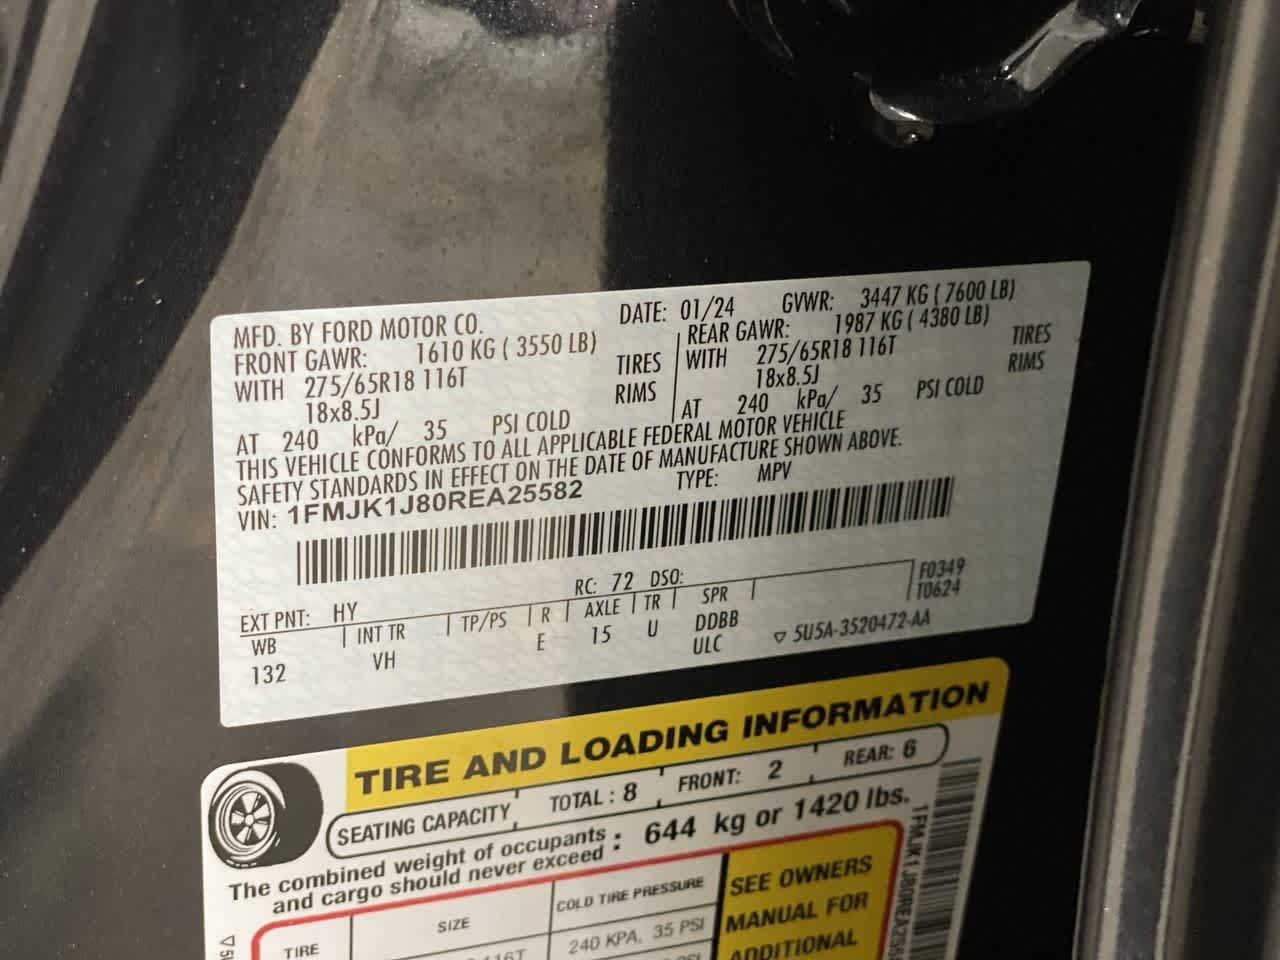 MFD. BY FORD MOTOR CO. DATE: 01/24 GVWR: 3447 KG ( 7600 LB)
FRONT GAWR: 1610 KG ( 3550 LB) REAR GAWR: 1987 KG ( 4380 LB)
WITH 275/65R18 116T TIRES WITH 275/65R18 116T TIRES
18x8.5J RIMS 18x8.5J RIMS
AT 240 kPa/ 35 PSI COLD AT 240 kPa/ 35 PSI COLD
THIS VEHICLE CONFORMS TO ALL APPLICABLE FEDERAL MOTOR VEHICLE
SAFETY STANDARDS IN EFFECT ON THE DATE OF MANUFACTURE SHOWN ABOVE.
VIN: 1FMJK1J80REA25582 TYPE: MPV
EXT PNT: HY RC: 72 DSO: F0349
WB INT TR TP/PS R AXLE TR SPR T0624
132 VH E 15 U DDBB
ULC ▽ 5U5A-3520472-AA
TIRE AND LOADING INFORMATION
SEATING CAPACITY TOTAL : 8 FRONT: 2 REAR: 6
The combined weight of occupants
and cargo should never exceed : 644 kg or 1420 lbs.
TIRE SIZE COLD TIRE PRESSURE
116T 240 KPA, 35 PSI
SEE OWNERS
MANUAL FOR
ADDITIONAL